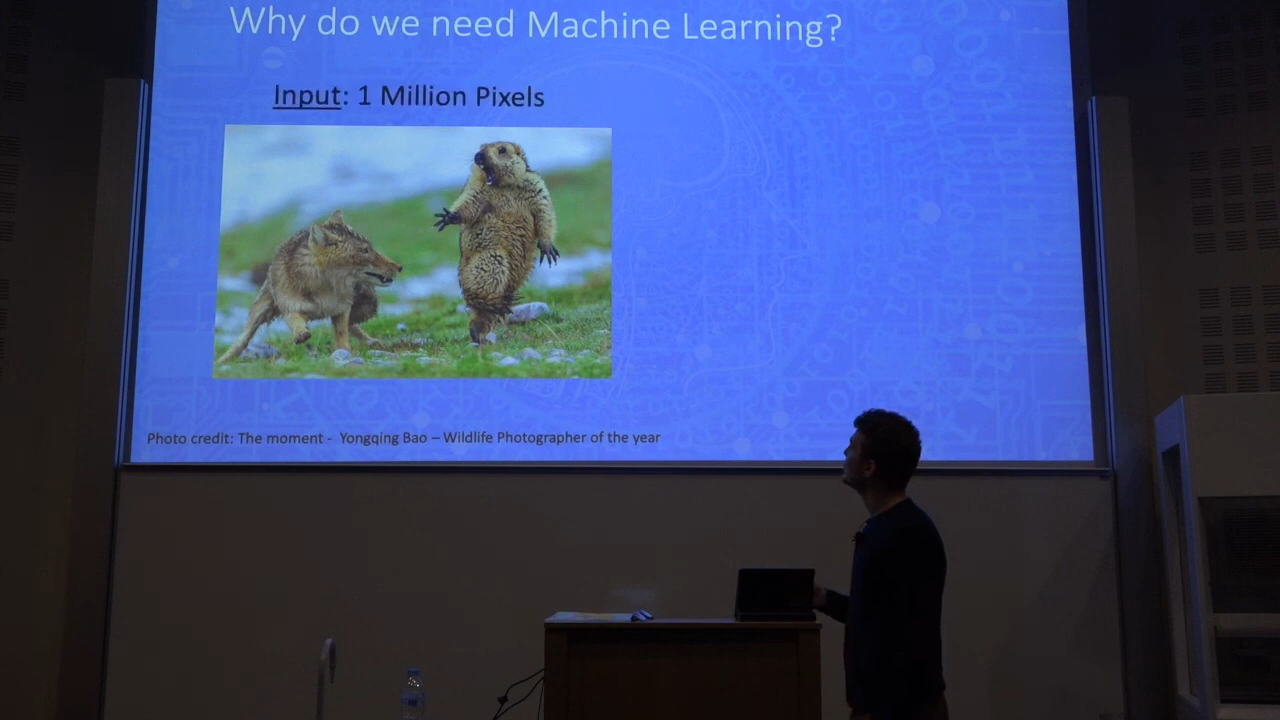 Why do we need Machine Learning?
Input: 1 Million Pixels
Photo credit: The moment - Yongqing Bao – Wildlife Photographer of the year